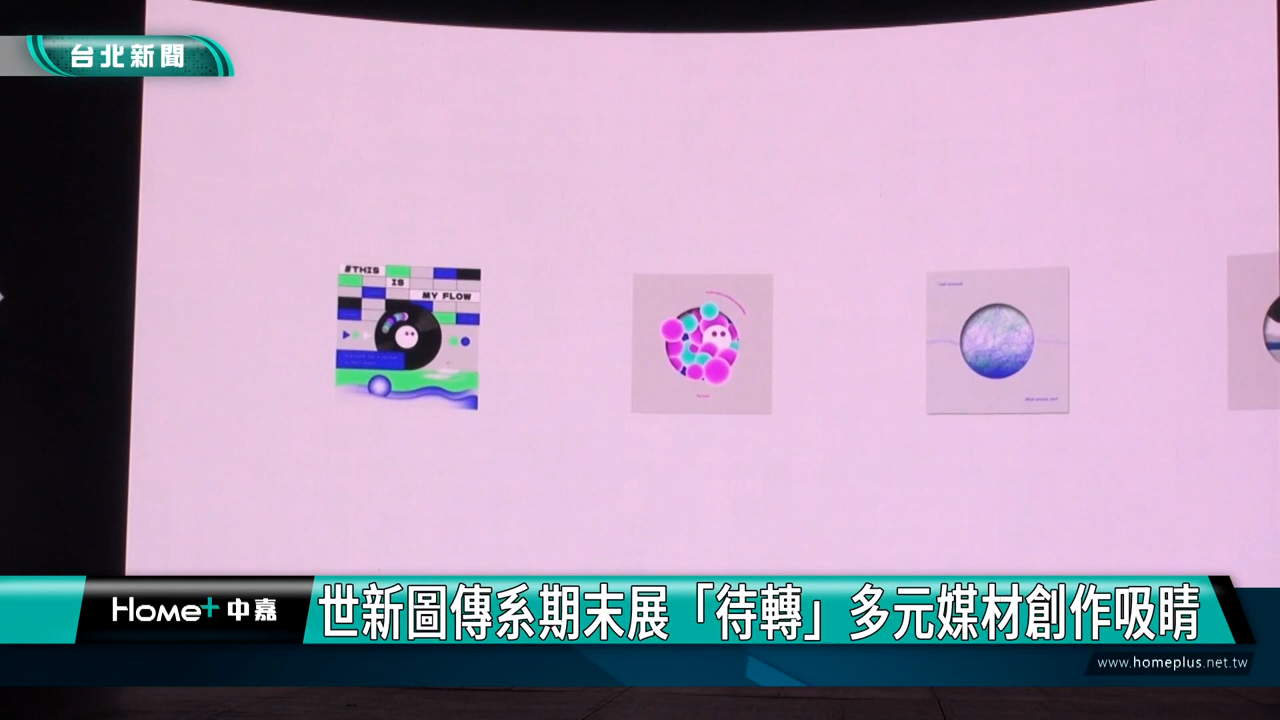 台北新聞
#THIS
IS
MY FLOW
Home+ 中嘉
世新圖傳系期末展「待轉」多元媒材創作吸睛
www.homeplus.net.tw